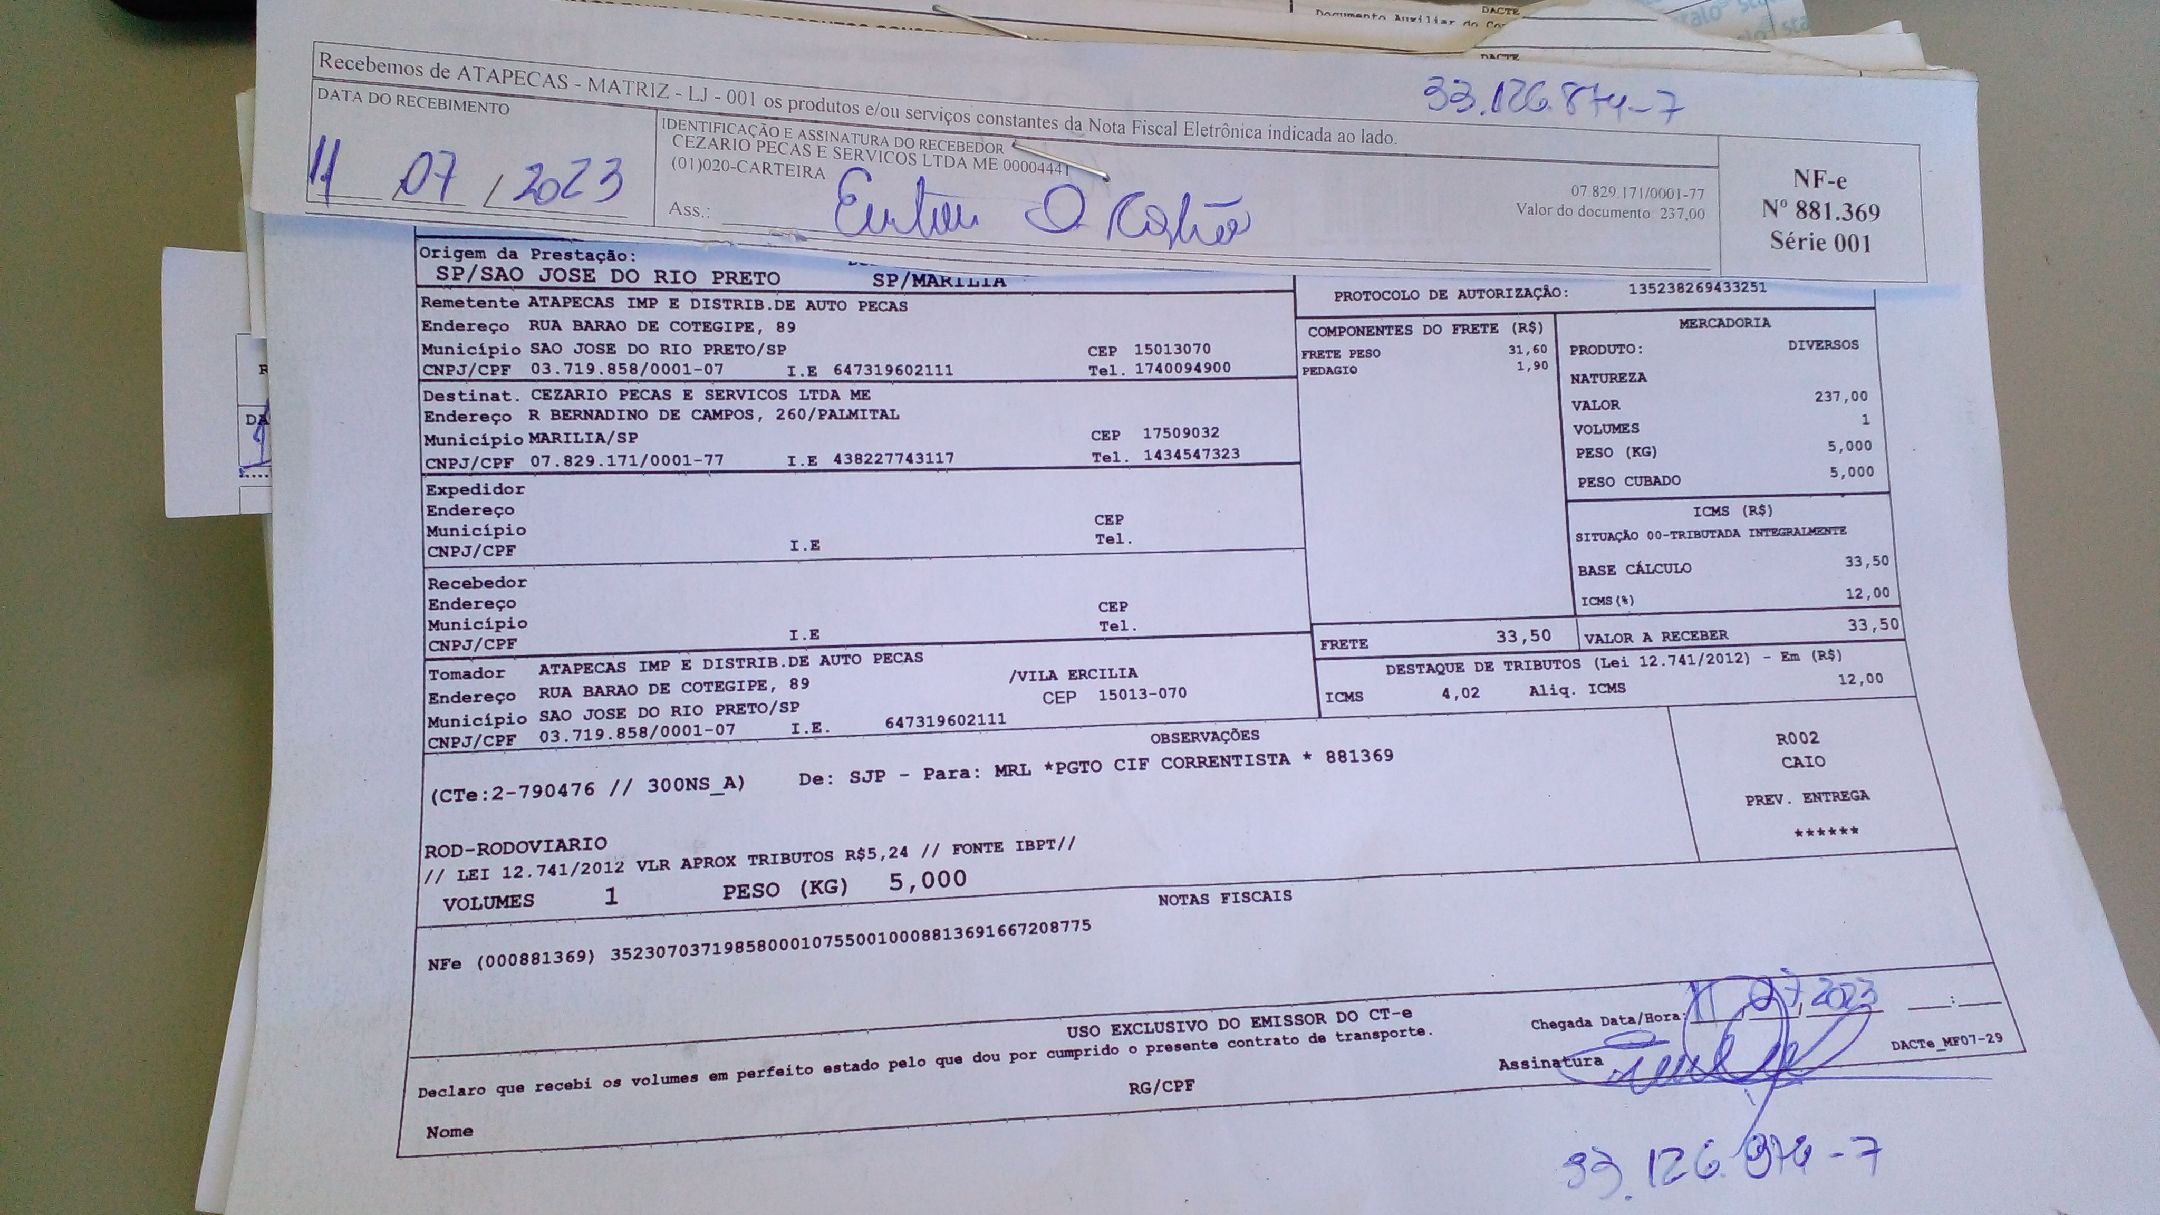 DACTE
DACTE
Recebemos de ATAPECAS - MATRIZ - LJ - 001 os produtos e/ou serviços constantes da Nota Fiscal Eletrônica indicada ao lado.
33.126.874-7
DATA DO RECEBIMENTO
11 07/2023
IDENTIFICAÇÃO E ASSINATURA DO RECEBEDOR
CEZARIO PECAS E SERVICOS LTDA ME 00004441
(01)020-CARTEIRA
Ass.:
07.829.171/0001-77
Valor do documento 237,00
NF-e
Nº 881.369
Série 001
Origem da Prestação:
SP/SAO JOSE DO RIO PRETO SP/MARILIA
PROTOCOLO DE AUTORIZAÇÃO: 135238269433251
Remetente ATAPECAS IMP E DISTRIB.DE AUTO PECAS
Endereço RUA BARAO DE COTEGIPE, 89
Município SAO JOSE DO RIO PRETO/SP CEP 15013070
CNPJ/CPF 03.719.858/0001-07 I.E 647319602111 Tel. 1740094900
Destinat. CEZARIO PECAS E SERVICOS LTDA ME
Endereço R BERNADINO DE CAMPOS, 260/PALMITAL
Município MARILIA/SP CEP 17509032
CNPJ/CPF 07.829.171/0001-77 I.E 438227743117 Tel. 1434547323
Expedidor
Endereço
Município CEP
CNPJ/CPF I.E Tel.
Recebedor
Endereço
Município CEP
CNPJ/CPF I.E Tel.
Tomador ATAPECAS IMP E DISTRIB.DE AUTO PECAS
Endereço RUA BARAO DE COTEGIPE, 89 /VILA ERCILIA
Município SAO JOSE DO RIO PRETO/SP CEP 15013-070
CNPJ/CPF 03.719.858/0001-07 I.E. 647319602111
COMPONENTES DO FRETE (R$)
FRETE PESO 31,60
PEDAGIO 1,90
MERCADORIA
PRODUTO: DIVERSOS
NATUREZA
VALOR 237,00
VOLUMES 1
PESO (KG) 5,000
PESO CUBADO 5,000
ICMS (R$)
SITUAÇÃO 00-TRIBUTADA INTEGRALMENTE
BASE CÁLCULO 33,50
ICMS(%) 12,00
FRETE 33,50 VALOR A RECEBER 33,50
DESTAQUE DE TRIBUTOS (Lei 12.741/2012) - Em (R$)
ICMS 4,02 Aliq. ICMS 12,00
OBSERVAÇÕES
(CTe:2-790476 // 300NS_A) De: SJP - Para: MRL *PGTO CIF CORRENTISTA * 881369
R002
CAIO
PREV. ENTREGA
******
ROD-RODOVIARIO
// LEI 12.741/2012 VLR APROX TRIBUTOS R$5,24 // FONTE IBPT//
VOLUMES 1 PESO (KG) 5,000
NOTAS FISCAIS
NFe (000881369) 35230703719858000107550010008813691667208775
USO EXCLUSIVO DO EMISSOR DO CT-e
Declaro que recebi os volumes em perfeito estado pelo que dou por cumprido o presente contrato de transporte.
Chegada Data/Hora: 11 07/2023 __:__
Assinatura
DACTe_MF07-29
Nome RG/CPF
33.126.874-7